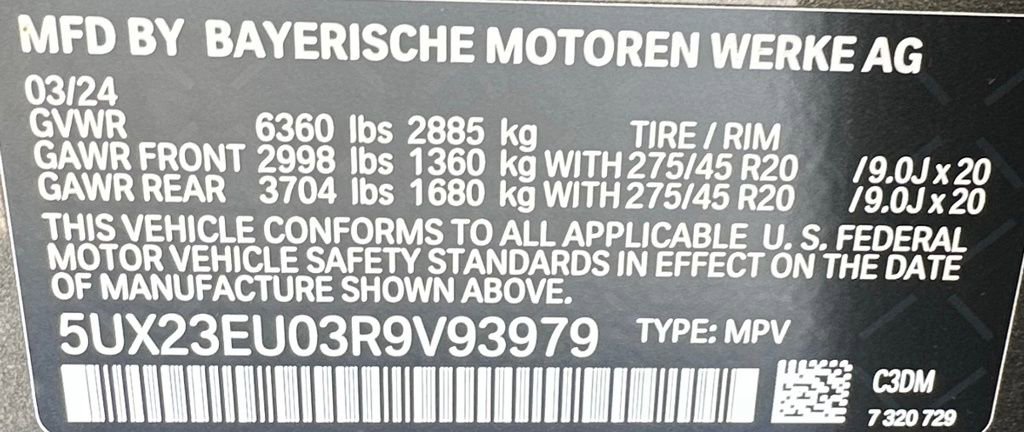 MFD BY BAYERISCHE MOTOREN WERKE AG
03/24
GVWR 6360 lbs 2885 kg TIRE / RIM
GAWR FRONT 2998 lbs 1360 kg WITH 275/45 R20 /9.0J x 20
GAWR REAR 3704 lbs 1680 kg WITH 275/45 R20 /9.0J x 20
THIS VEHICLE CONFORMS TO ALL APPLICABLE U. S. FEDERAL
MOTOR VEHICLE SAFETY STANDARDS IN EFFECT ON THE DATE
OF MANUFACTURE SHOWN ABOVE.
5UX23EU03R9V93979 TYPE: MPV
C3DM
7 320 729